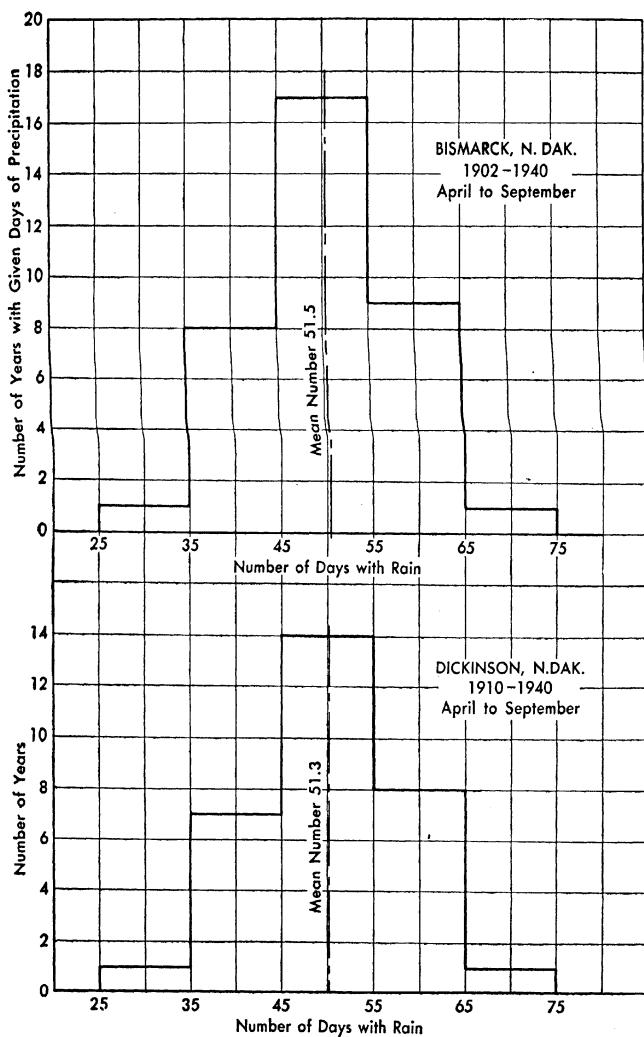 20
18
16
14
12
10
8
6
4
2
0
Number of Years with Given Days of Precipitation
BISMARCK, N. DAK.
1902-1940
April to September
Mean Number 51.5
25 35 45 55 65 75
Number of Days with Rain
14
12
10
8
6
4
2
0
Number of Years
DICKINSON, N.DAK.
1910-1940
April to September
Mean Number 51.3
25 35 45 55 65 75
Number of Days with Rain